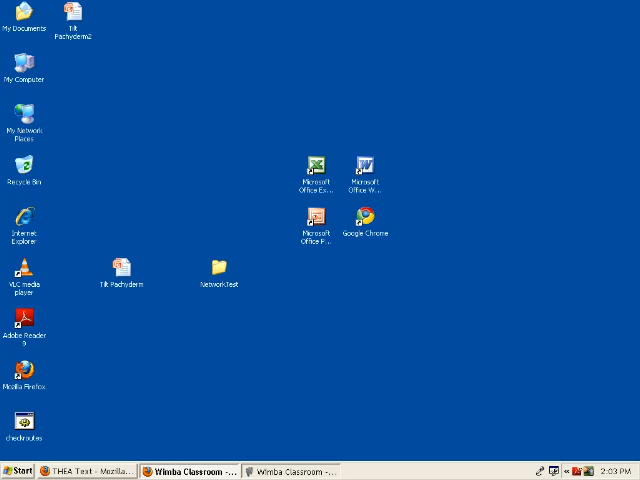 My Documents
Tilt
Pachyderm2
My Computer
My Network
Places
Recycle Bin
Microsoft
Office Ex...
Microsoft
Office W...
Internet
Explorer
Microsoft
Office P...
Google Chrome
VLC media
player
Tilt Pachyderm
NetworkTest
Adobe Reader
9
Mozilla Firefox
checkroutes
Start
THEA Text - Mozilla...
Wimba Classroom -...
Wimba Classroom -...
2:03 PM